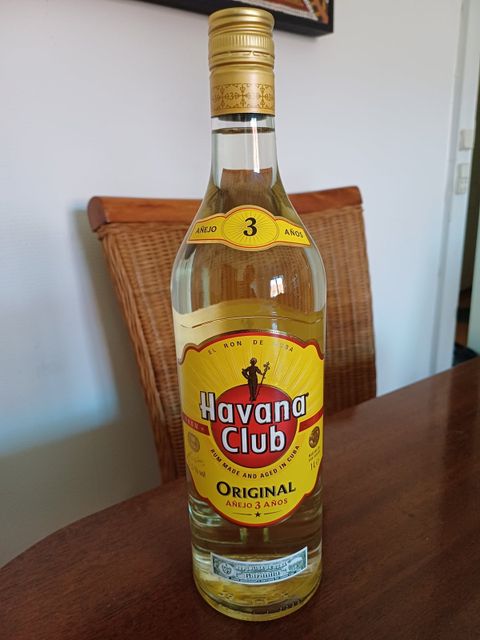 AÑEJO 3 AÑOS
EL RON DE CUBA
Havana
Club
RUM MADE AND AGED IN CUBA
ORIGINAL
AÑEJO 3 AÑOS